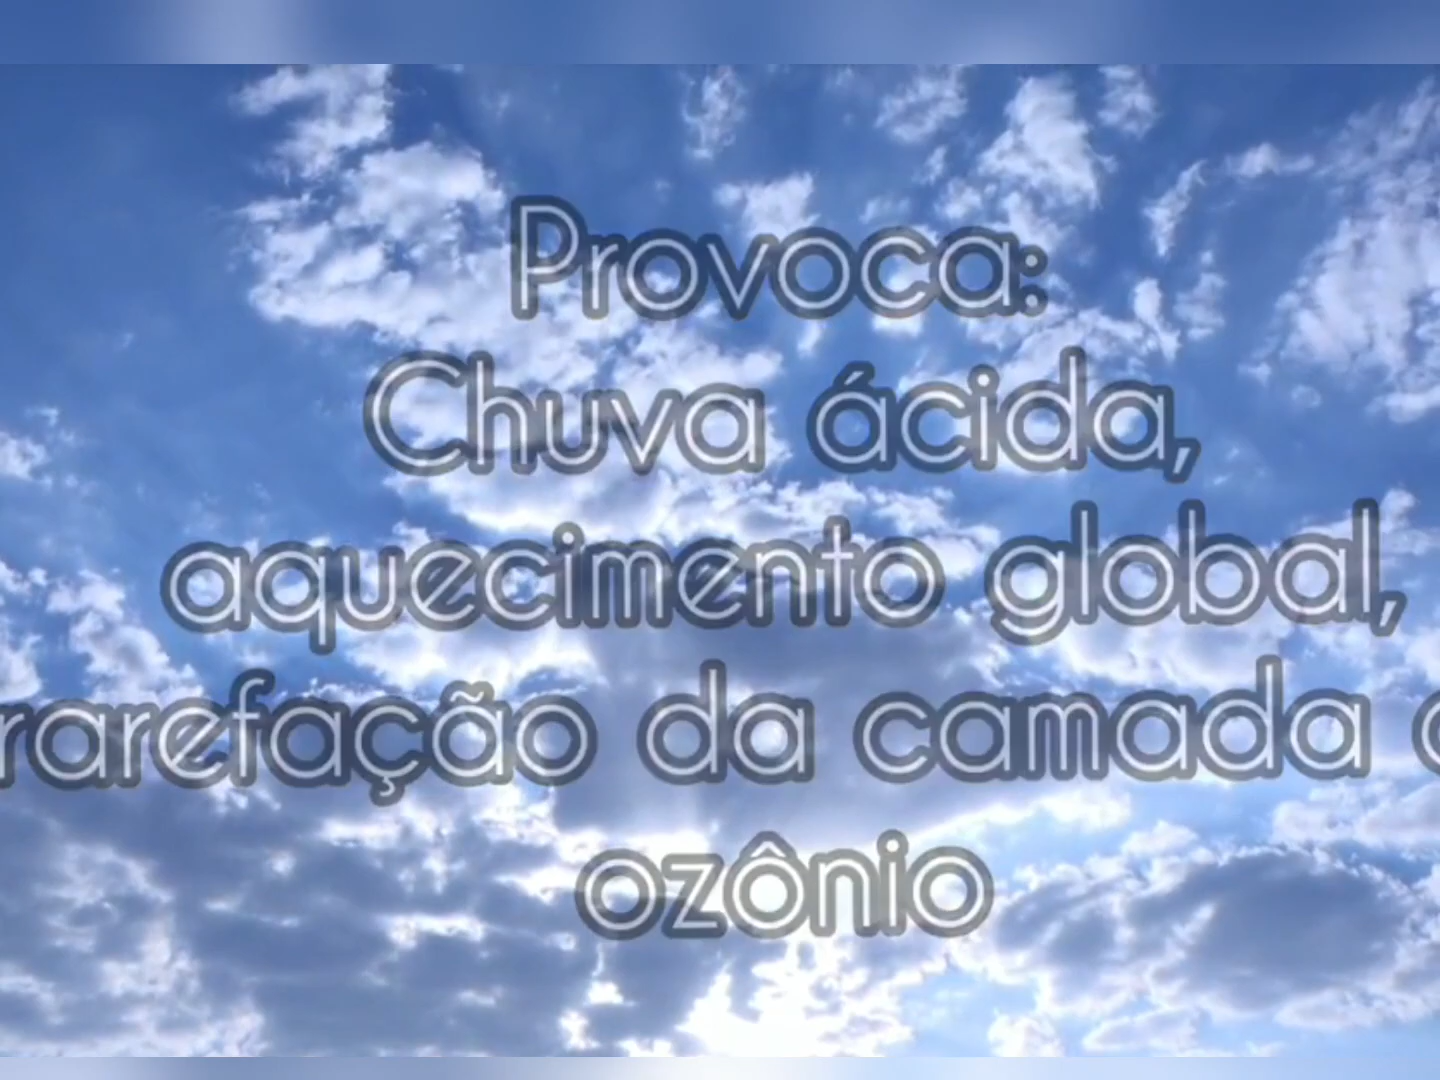 Provoca:
Chuva ácida,
aquecimento global,
rarefação da camada
ozônio